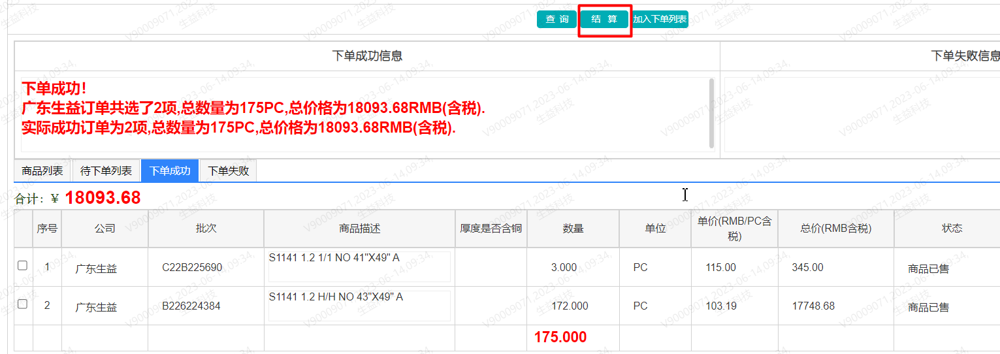 查 询
结 算
加入下单列表
下单成功信息
下单失败信息
下单成功！
广东生益订单共选了2项,总数量为175PC,总价格为18093.68RMB(含税).
实际成功订单为2项,总数量为175PC,总价格为18093.68RMB(含税).
商品列表
待下单列表
下单成功
下单失败
合计：￥ 18093.68
序号 公司 批次 商品描述 厚度是否含铜 数量 单位 单价(RMB/PC含税) 总价(RMB含税) 状态
1 广东生益 C22B225690 S1141 1.2 1/1 NO 41"X49" A 3.000 PC 115.00 345.00 商品已售
2 广东生益 B226224384 S1141 1.2 H/H NO 43"X49" A 172.000 PC 103.19 17748.68 商品已售
175.000
V90009071,2023-06-14,09:34,
生益科技